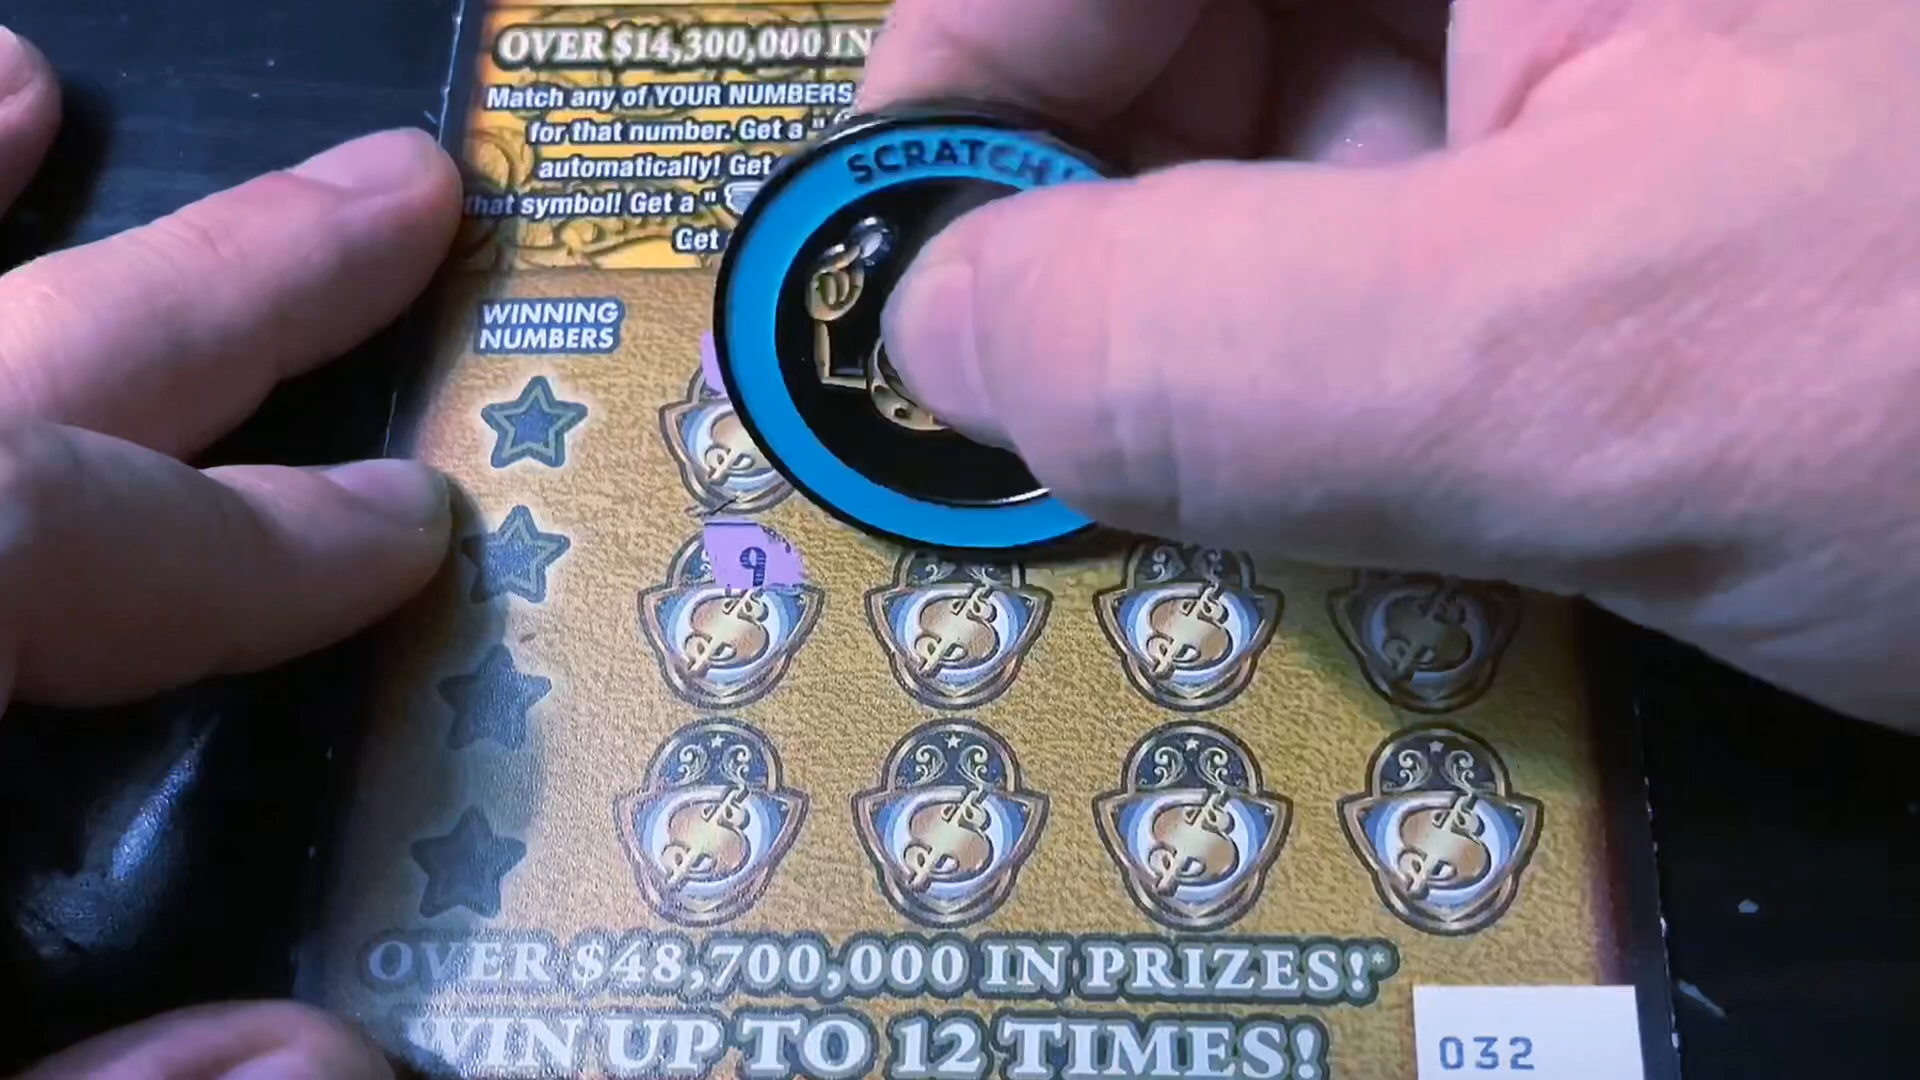 OVER $14,300,000 IN
Match any of YOUR NUMBERS
for that number. Get a "
automatically! Get
that symbol! Get a "
Get
SCRATCH
WINNING
NUMBERS
9
OVER $48,700,000 IN PRIZES!*
WIN UP TO 12 TIMES!
032